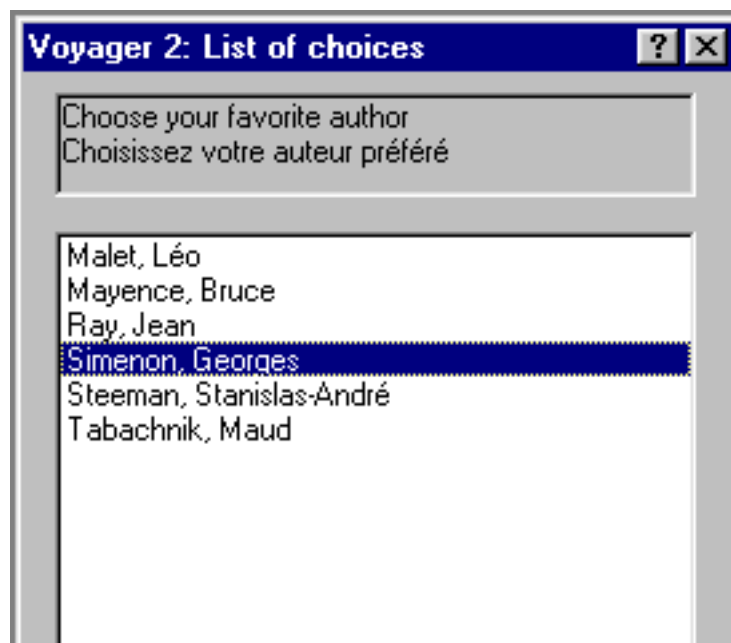 Voyager 2: List of choices
Choose your favorite author
Choisissez votre auteur préféré
Malet, Léo
Mayence, Bruce
Ray, Jean
Simenon, Georges
Steeman, Stanislas-André
Tabachnik, Maud